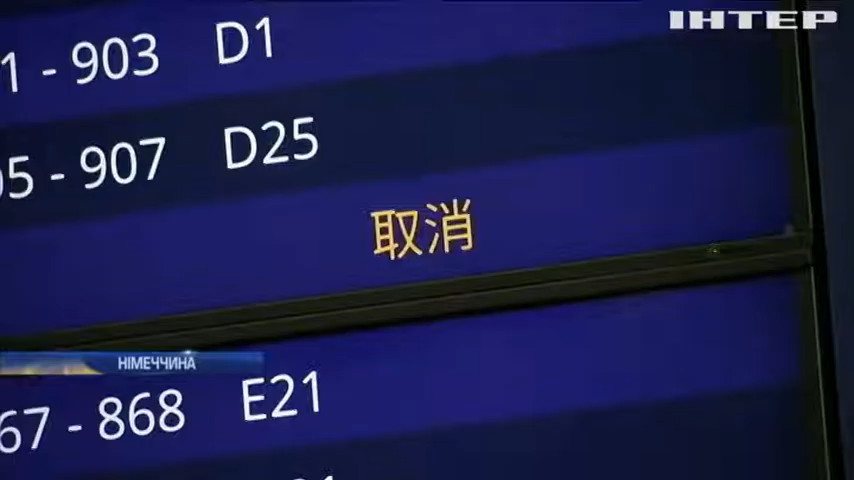 ІНТЕР
1 - 903 D1
05 - 907 D25
取消
НІМЕЧЧИНА
67 - 868 E21